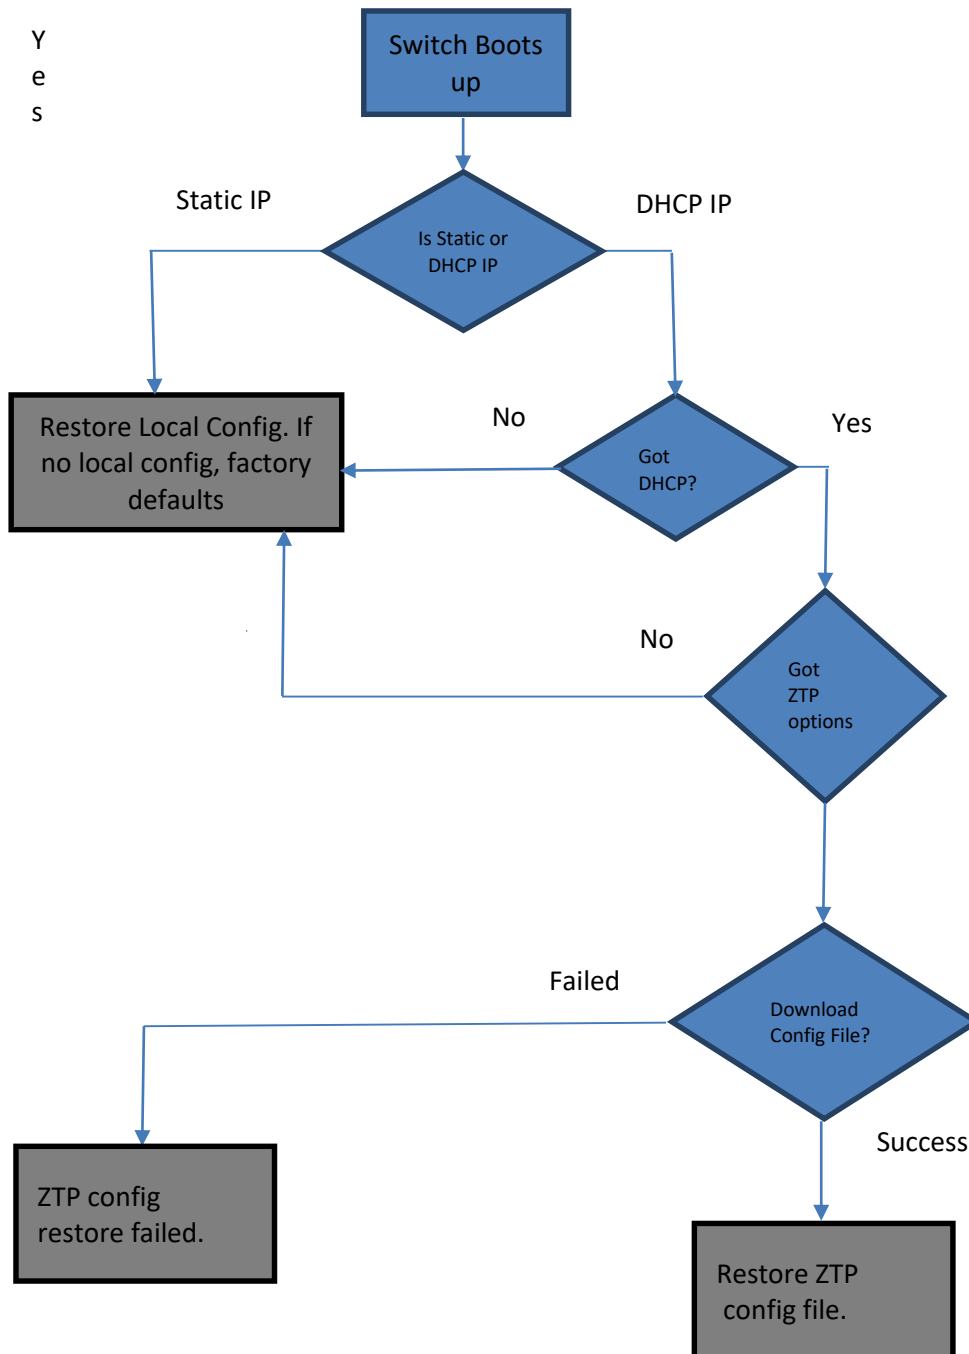 Y
e
s
Switch Boots
up
Static IP
DHCP IP
Is Static or
DHCP IP
Restore Local Config. If
no local config, factory
defaults
No
Yes
Got
DHCP?
No
Got
ZTP
options
Failed
Download
Config File?
Success
ZTP config
restore failed.
Restore ZTP
config file.